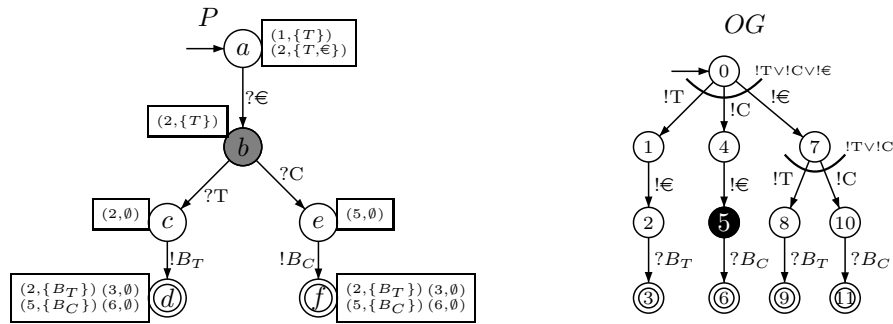 P
OG
a
(1,{T})
(2,{T,€})
?€
(2,{T})
b
?T
?C
(2,∅)
c
e
(5,∅)
!B_T
!B_C
(2,{B_T}) (3,∅)
(5,{B_C}) (6,∅)
d
f
(2,{B_T}) (3,∅)
(5,{B_C}) (6,∅)
0
!T∨!C∨!€
!T
!C
!€
1
4
7
!T∨!C
!€
!€
!T
!C
2
5
8
10
?B_T
?B_C
?B_T
?B_C
3
6
9
11